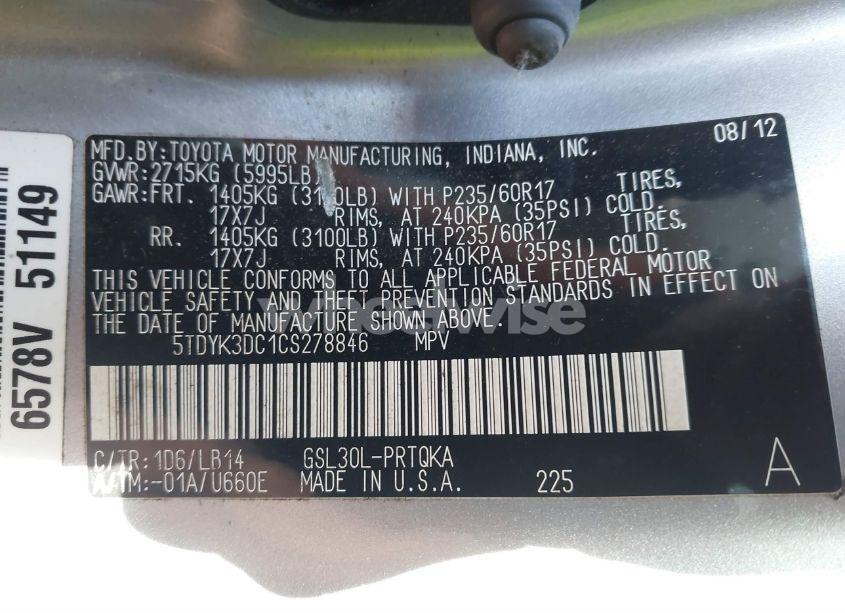 MFD.BY:TOYOTA MOTOR MANUFACTURING, INDIANA, INC. 08/12
GVWR:2715KG (5995LB)
GAWR:FRT. 1405KG (3100LB) WITH P235/60R17 TIRES,
17X7J RIMS, AT 240KPA (35PSI) COLD.
RR. 1405KG (3100LB) WITH P235/60R17 TIRES,
17X7J RIMS, AT 240KPA (35PSI) COLD.
THIS VEHICLE CONFORMS TO ALL APPLICABLE FEDERAL MOTOR
VEHICLE SAFETY AND THEFT PREVENTION STANDARDS IN EFFECT ON
THE DATE OF MANUFACTURE SHOWN ABOVE.
5TDYK3DC1CS278846 MPV
C/TR:1D6/LB14 GSL30L-PRTQKA
A/TM:-01A/U660E MADE IN U.S.A. 225 A
6578V 51149
wheelwise